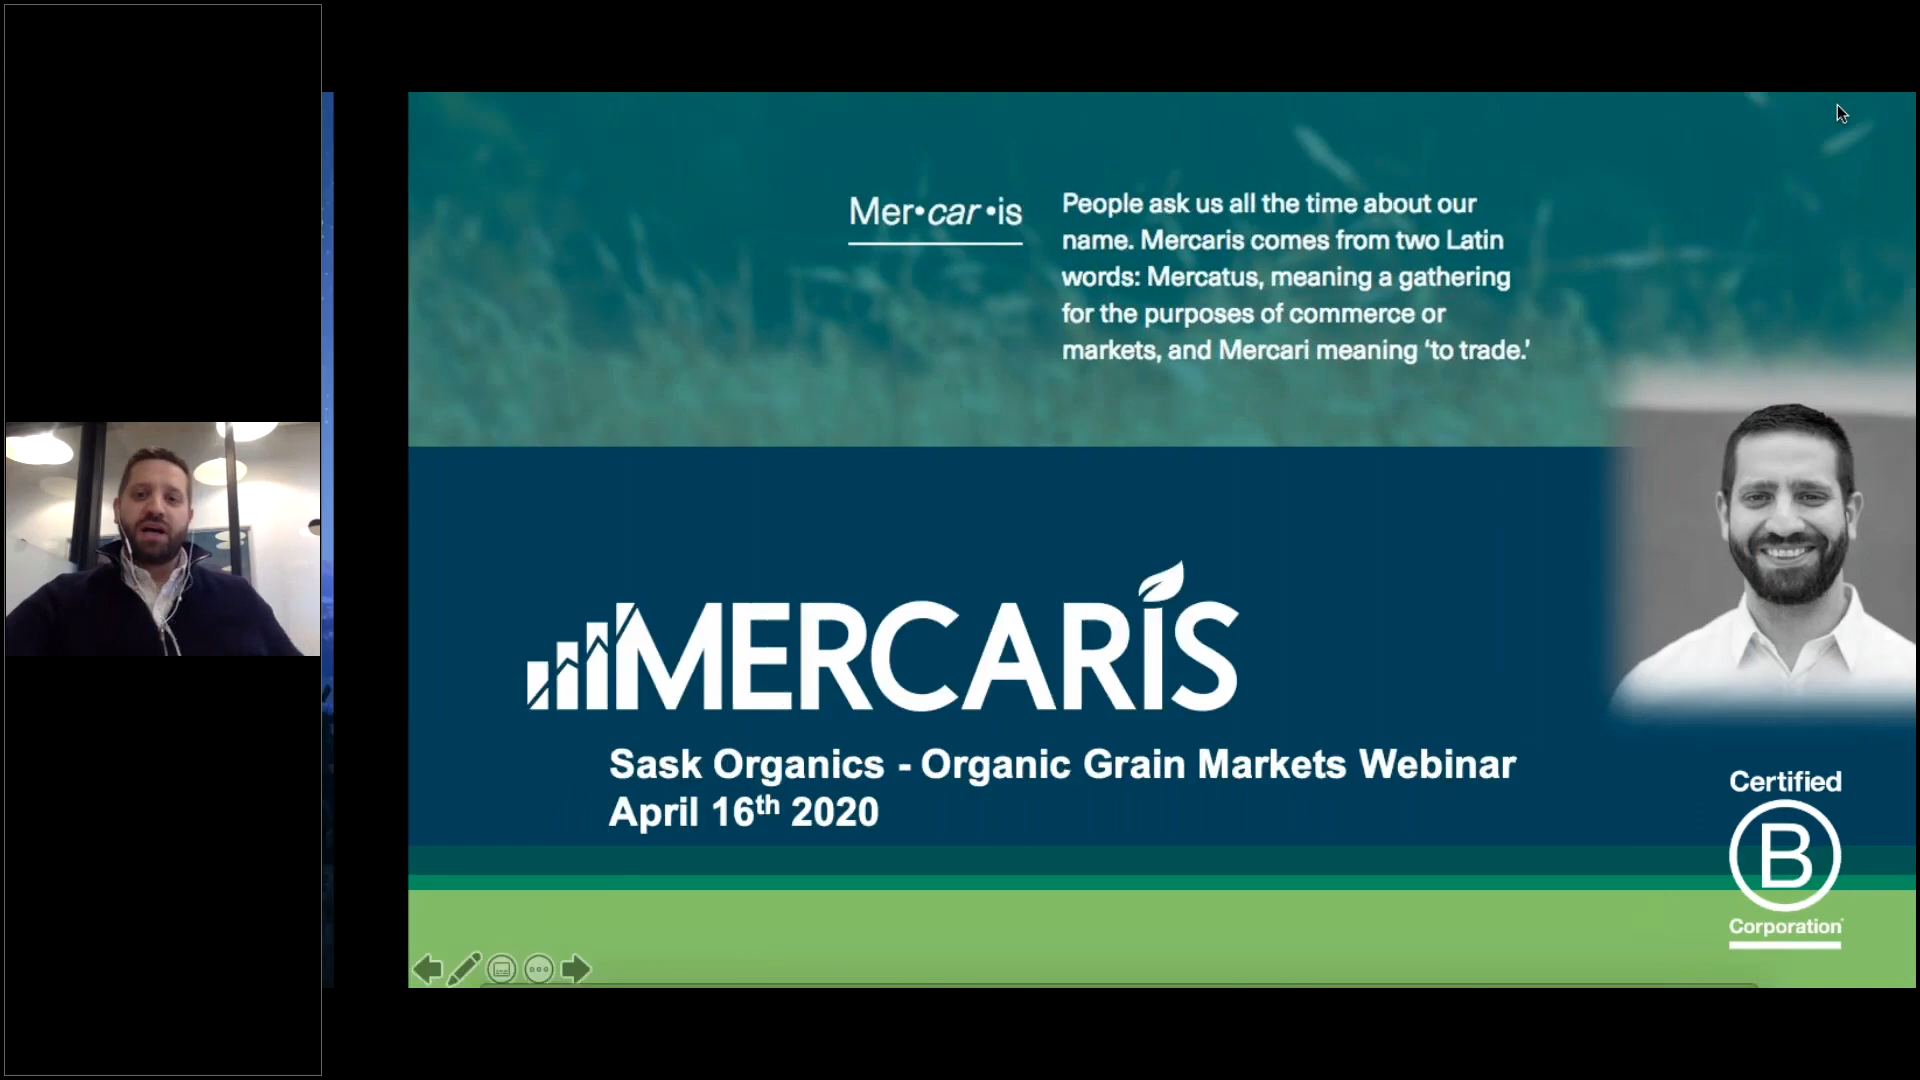 Mer•car•is
People ask us all the time about our
name. Mercaris comes from two Latin
words: Mercatus, meaning a gathering
for the purposes of commerce or
markets, and Mercari meaning ‘to trade.’
MERCARIS
Sask Organics - Organic Grain Markets Webinar
April 16th 2020
Certified
B
Corporation